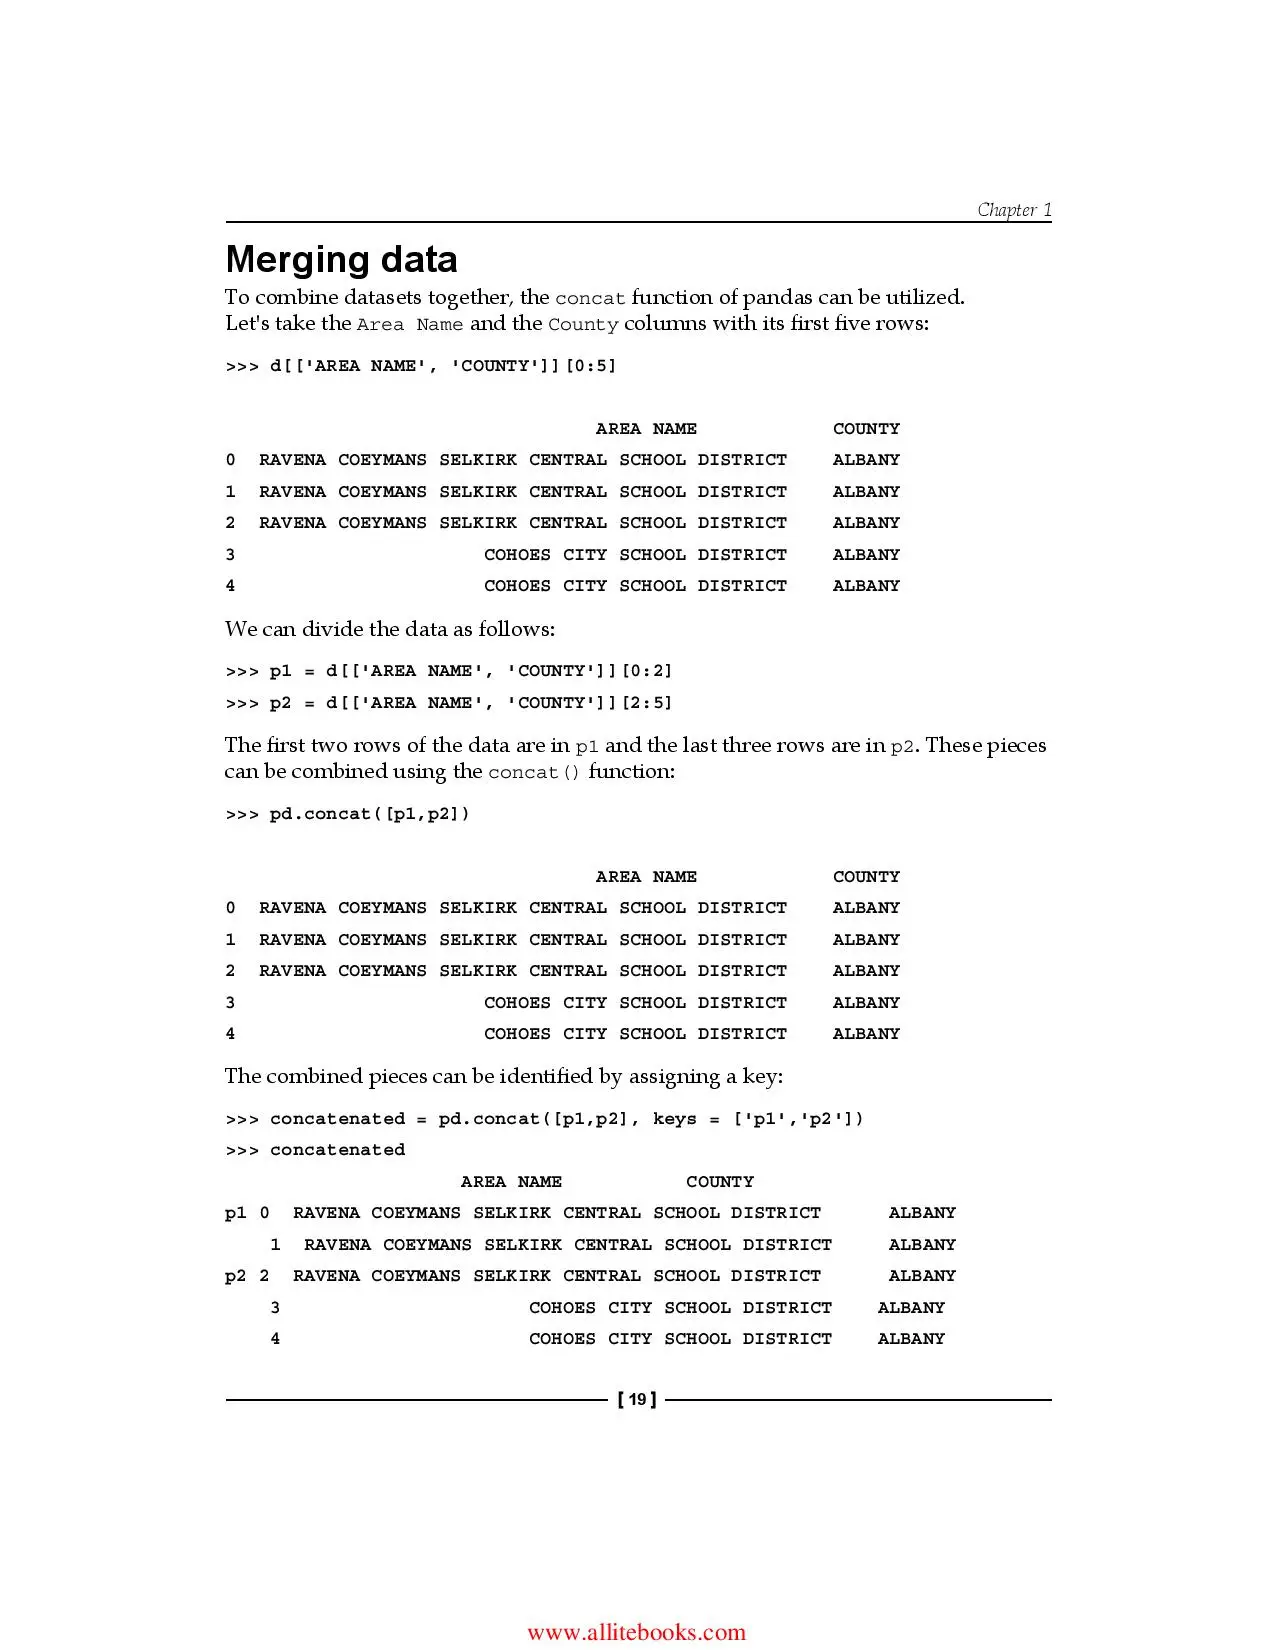 Chapter 1
Merging data
To combine datasets together, the concat function of pandas can be utilized.
Let's take the Area Name and the County columns with its first five rows:
>>> d[['AREA NAME', 'COUNTY']][0:5]
AREA NAME COUNTY
0 RAVENA COEYMANS SELKIRK CENTRAL SCHOOL DISTRICT ALBANY
1 RAVENA COEYMANS SELKIRK CENTRAL SCHOOL DISTRICT ALBANY
2 RAVENA COEYMANS SELKIRK CENTRAL SCHOOL DISTRICT ALBANY
3 COHOES CITY SCHOOL DISTRICT ALBANY
4 COHOES CITY SCHOOL DISTRICT ALBANY
We can divide the data as follows:
>>> p1 = d[['AREA NAME', 'COUNTY']][0:2]
>>> p2 = d[['AREA NAME', 'COUNTY']][2:5]
The first two rows of the data are in p1 and the last three rows are in p2. These pieces
can be combined using the concat() function:
>>> pd.concat([p1,p2])
AREA NAME COUNTY
0 RAVENA COEYMANS SELKIRK CENTRAL SCHOOL DISTRICT ALBANY
1 RAVENA COEYMANS SELKIRK CENTRAL SCHOOL DISTRICT ALBANY
2 RAVENA COEYMANS SELKIRK CENTRAL SCHOOL DISTRICT ALBANY
3 COHOES CITY SCHOOL DISTRICT ALBANY
4 COHOES CITY SCHOOL DISTRICT ALBANY
The combined pieces can be identified by assigning a key:
>>> concatenated = pd.concat([p1,p2], keys = ['p1','p2'])
>>> concatenated
AREA NAME COUNTY
p1 0 RAVENA COEYMANS SELKIRK CENTRAL SCHOOL DISTRICT ALBANY
1 RAVENA COEYMANS SELKIRK CENTRAL SCHOOL DISTRICT ALBANY
p2 2 RAVENA COEYMANS SELKIRK CENTRAL SCHOOL DISTRICT ALBANY
3 COHOES CITY SCHOOL DISTRICT ALBANY
4 COHOES CITY SCHOOL DISTRICT ALBANY
[ 19 ]
www.allitebooks.com